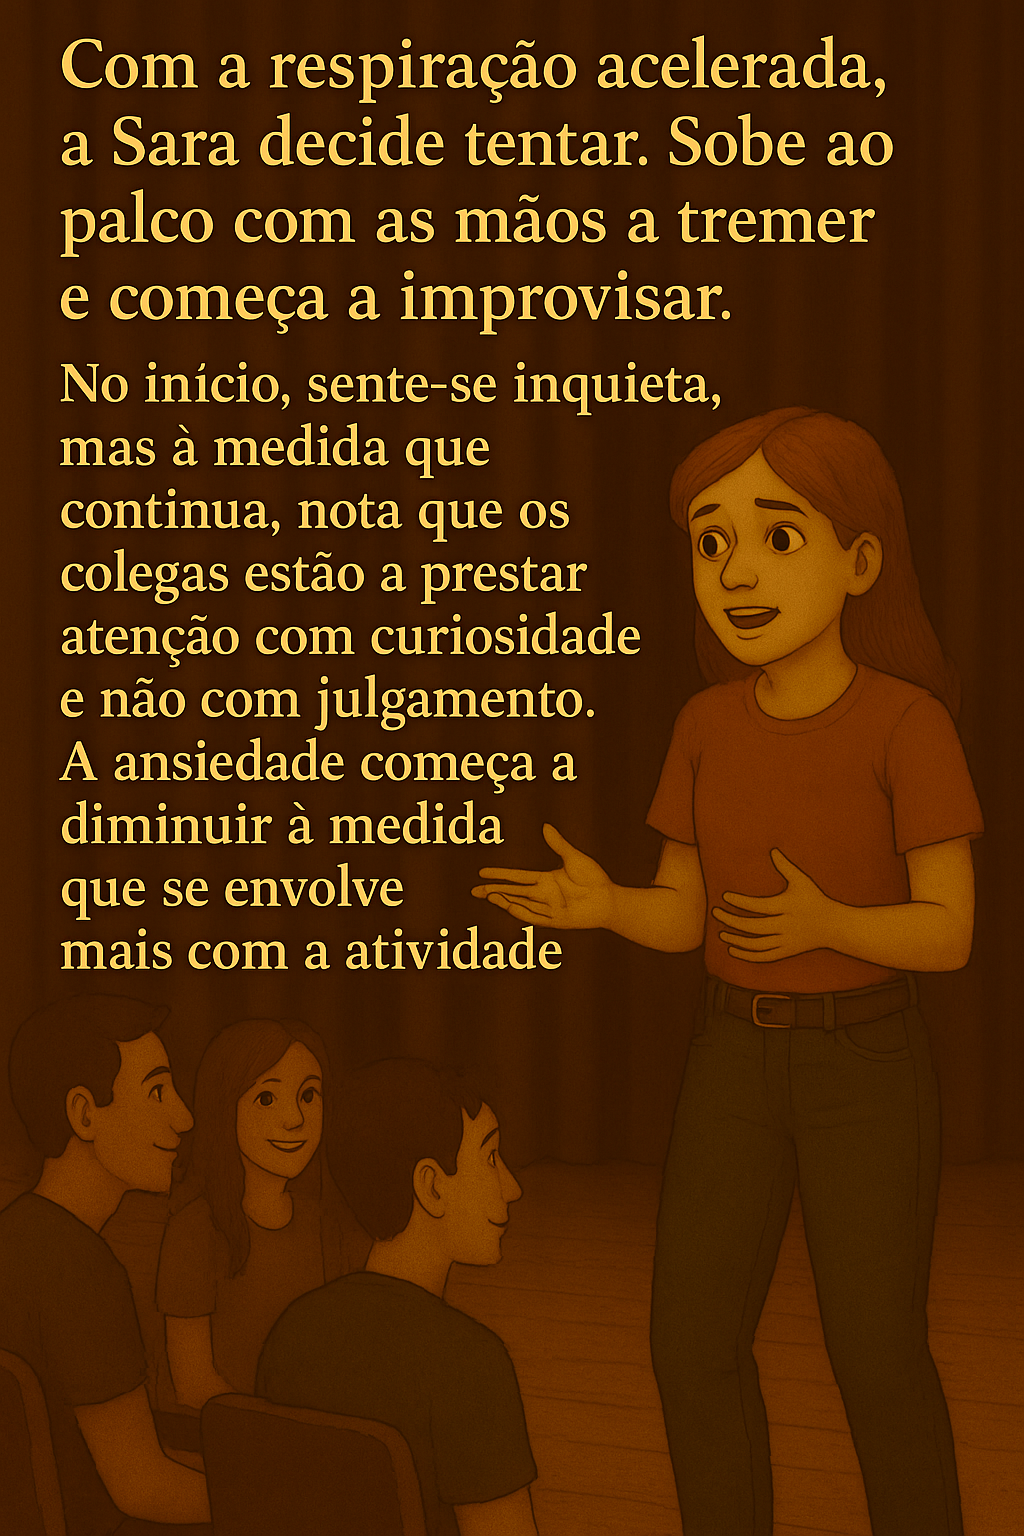 Com a respiração acelerada,
a Sara decide tentar. Sobe ao
palco com as mãos a tremer
e começa a improvisar.
No início, sente-se inquieta,
mas à medida que
continua, nota que os
colegas estão a prestar
atenção com curiosidade
e não com julgamento.
A ansiedade começa a
diminuir à medida
que se envolve
mais com a atividade